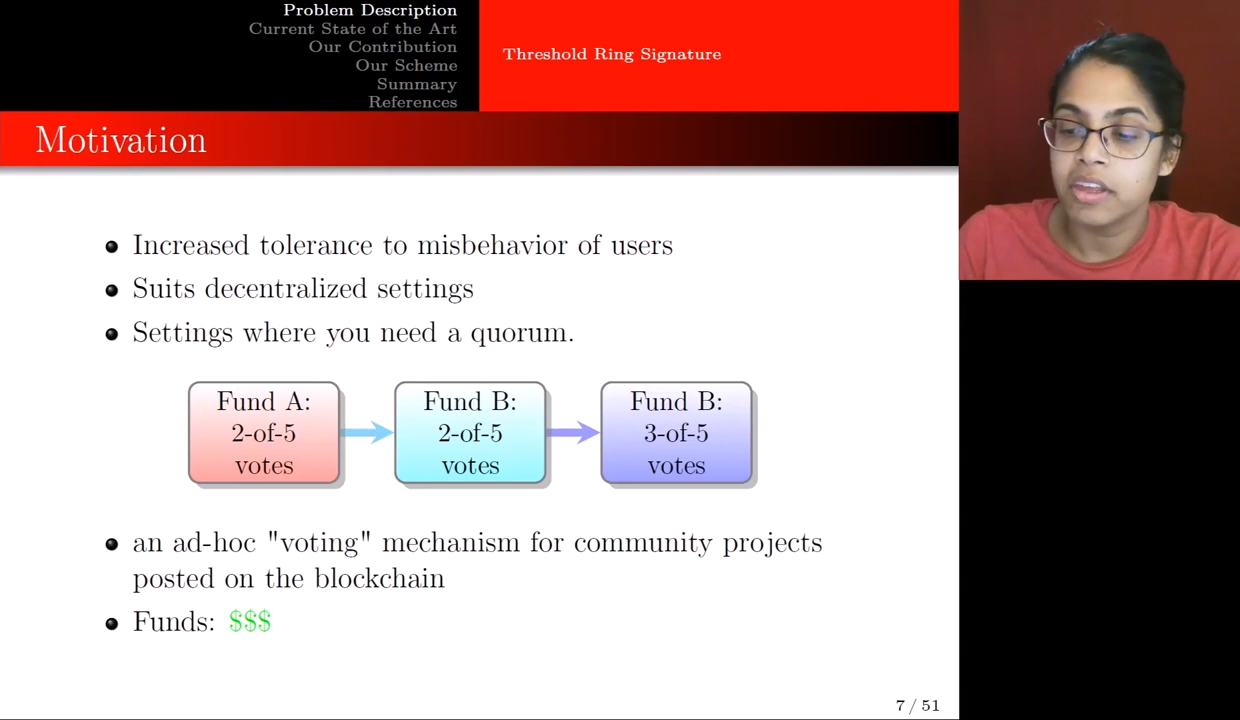 Problem Description
Current State of the Art
Our Contribution
Our Scheme
Summary
References
Threshold Ring Signature
Motivation
Increased tolerance to misbehavior of users
Suits decentralized settings
Settings where you need a quorum.
Fund A:
2-of-5
votes
Fund B:
2-of-5
votes
Fund B:
3-of-5
votes
an ad-hoc "voting" mechanism for community projects
posted on the blockchain
Funds: $$$
7 / 51